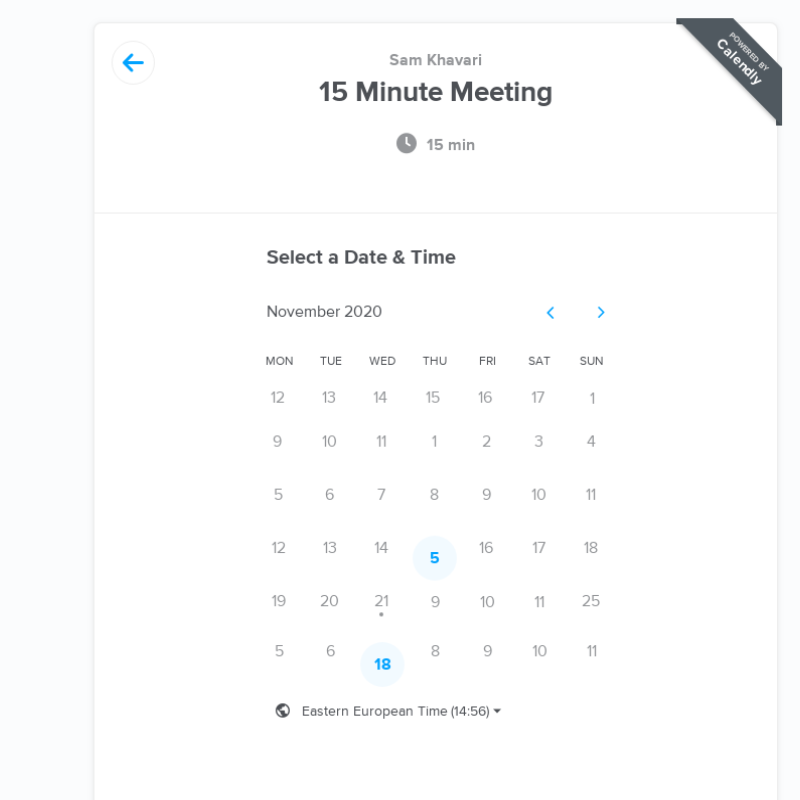 POWERED BY
Calendly
Sam Khavari
15 Minute Meeting
15 min
Select a Date & Time
November 2020
MON TUE WED THU FRI SAT SUN
12 13 14 15 16 17 1
9 10 11 1 2 3 4
5 6 7 8 9 10 11
12 13 14 5 16 17 18
19 20 21 9 10 11 25
5 6 18 8 9 10 11
Eastern European Time (14:56)